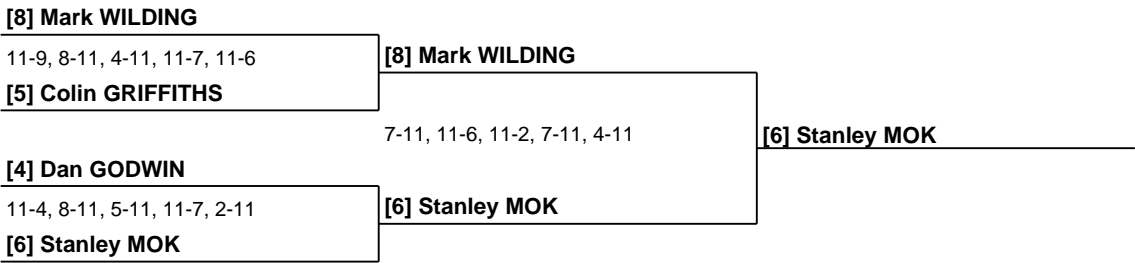 [8] Mark WILDING
11-9, 8-11, 4-11, 11-7, 11-6
[5] Colin GRIFFITHS
[8] Mark WILDING
7-11, 11-6, 11-2, 7-11, 4-11
[6] Stanley MOK
[4] Dan GODWIN
11-4, 8-11, 5-11, 11-7, 2-11
[6] Stanley MOK
[6] Stanley MOK